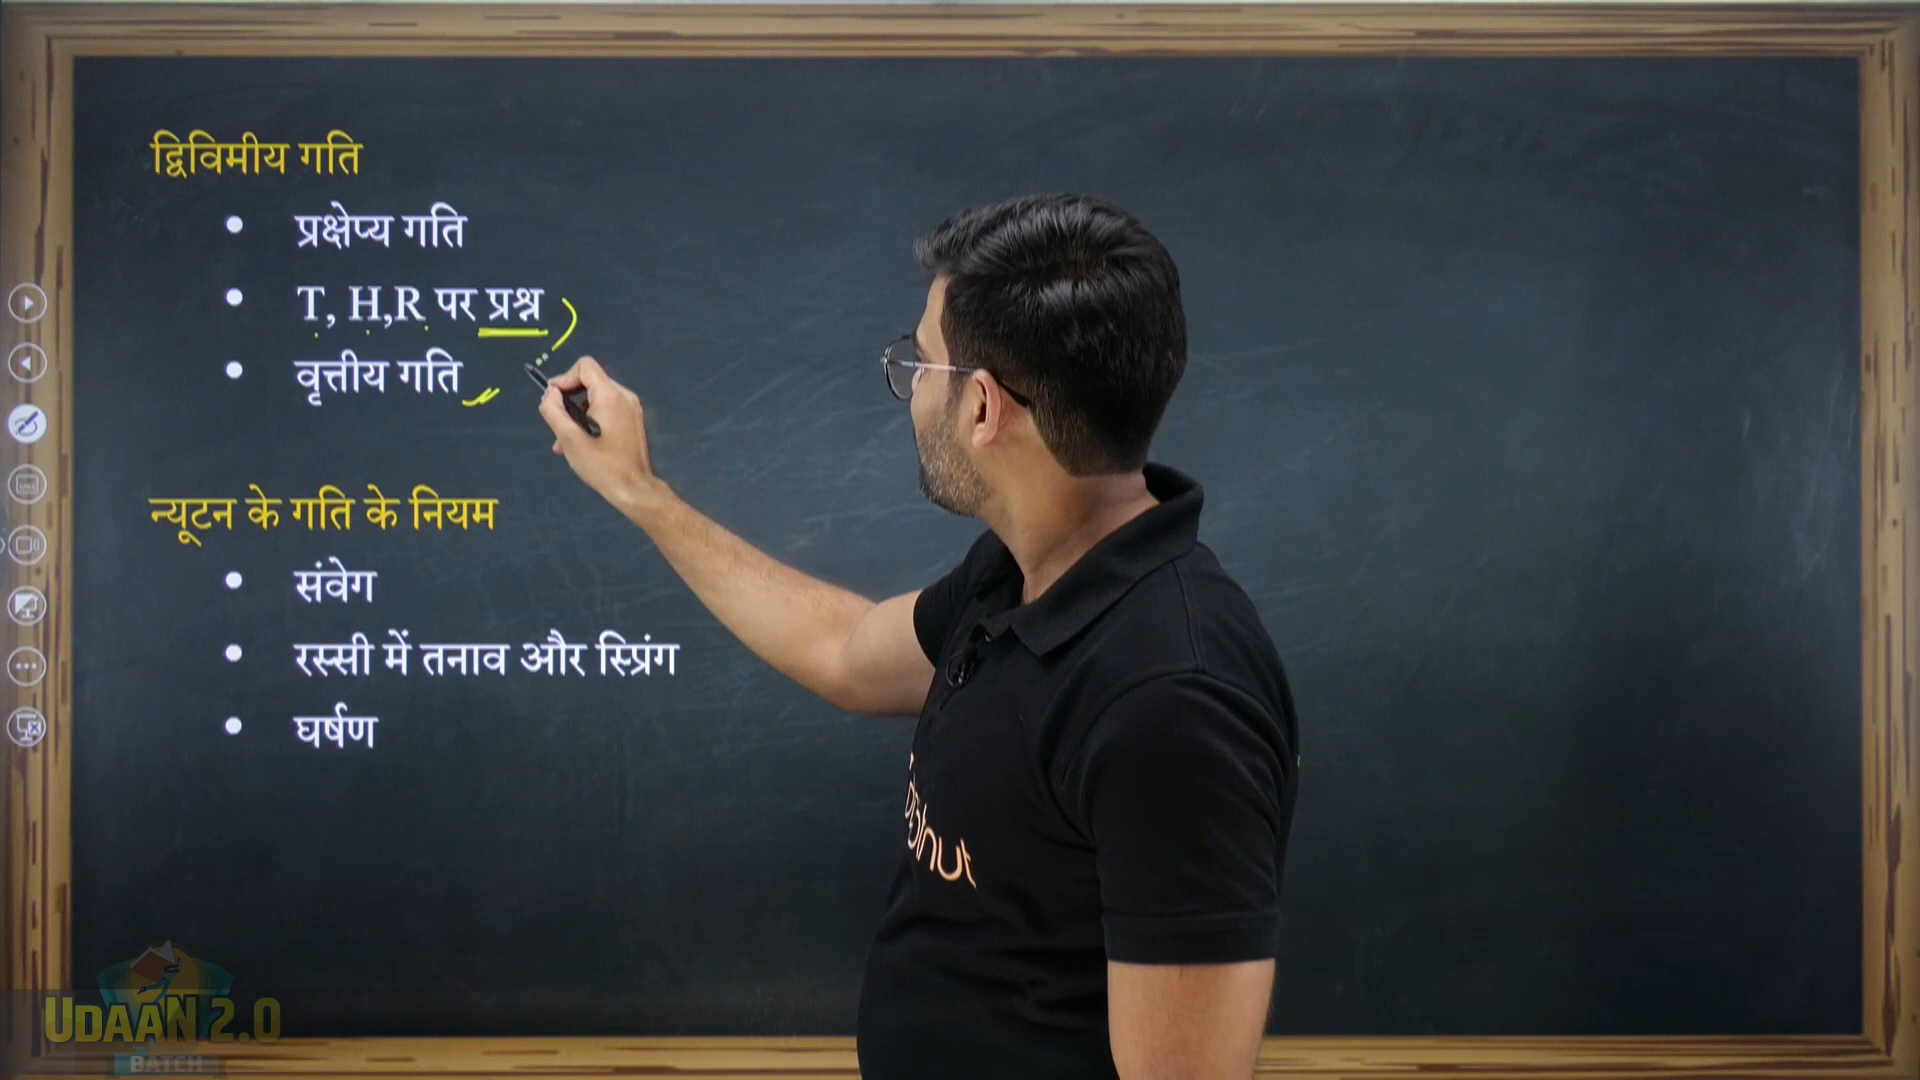 द्विविमीय गति
• प्रक्षेप्य गति
• T, H,R पर प्रश्न
• वृत्तीय गति
न्यूटन के गति के नियम
• संवेग
• रस्सी में तनाव और स्प्रिंग
• घर्षण
UDAAN 2.0
BATCH